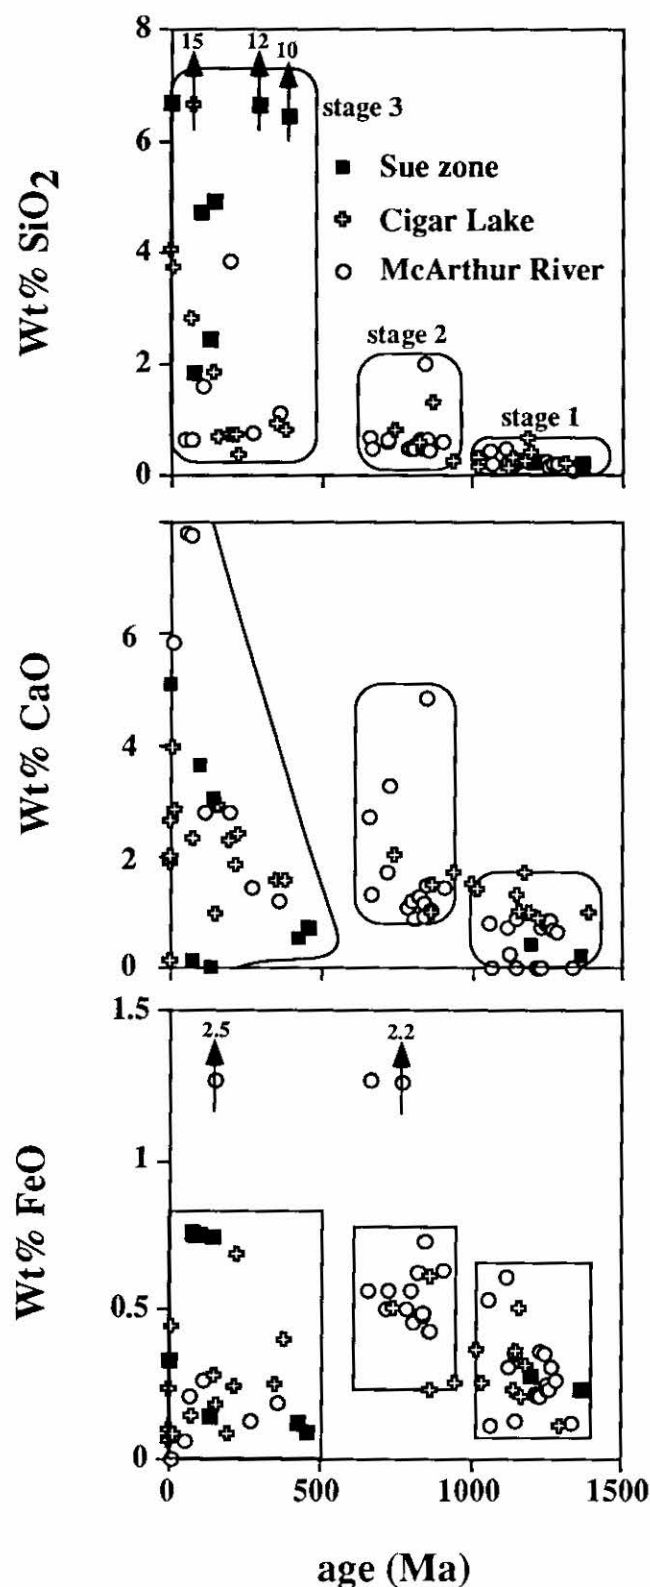 8
15
12
10
stage 3
6
Sue zone
Cigar Lake
McArthur River
4
Wt% SiO2
stage 2
2
stage 1
0
6
4
Wt% CaO
2
0
1.5
2.5
2.2
1
Wt% FeO
0.5
0
0
500
1000
1500
age (Ma)